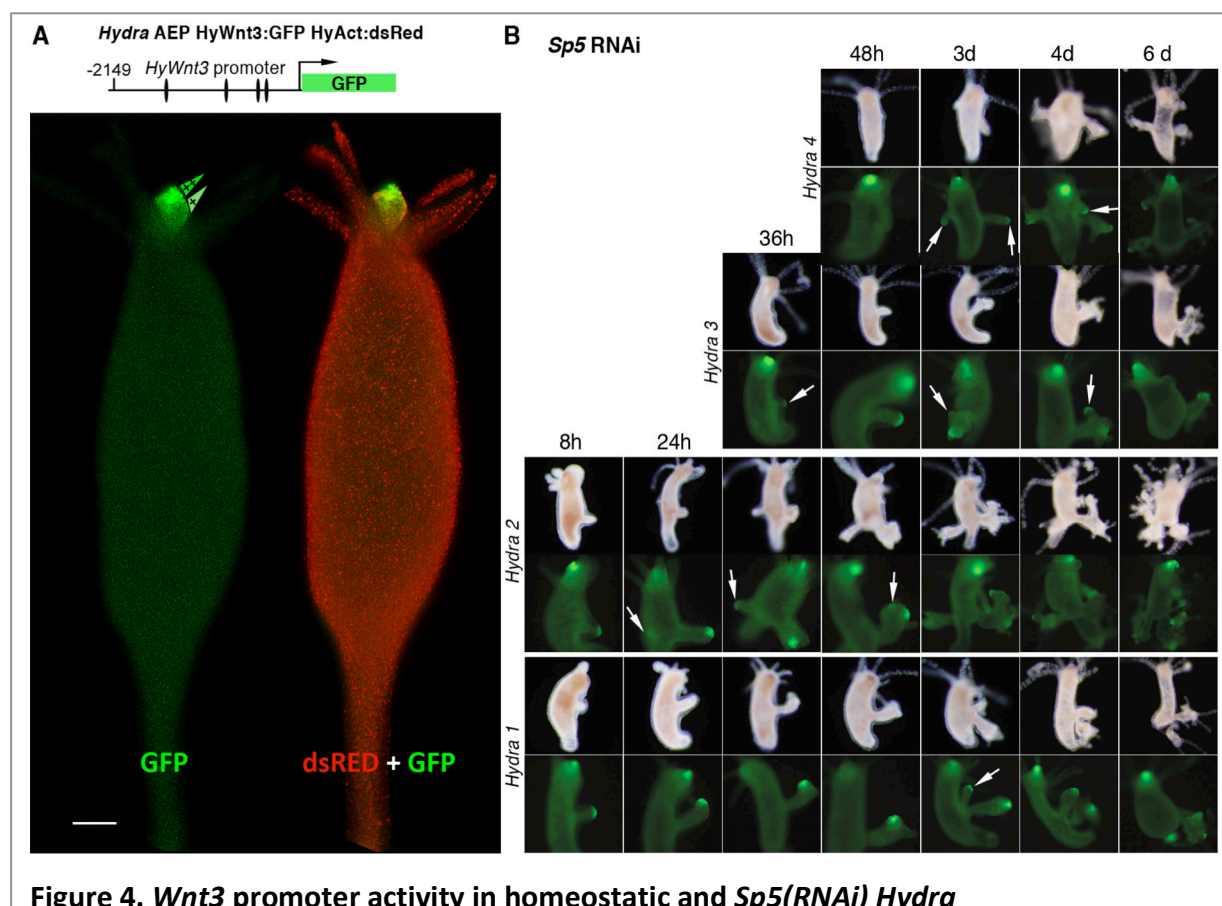 A
Hydra AEP HyWnt3:GFP HyAct:dsRed
-2149 HyWnt3 promoter
GFP
++
+
GFP
dsRED + GFP
B
Sp5 RNAi
48h 3d 4d 6 d
Hydra 4
36h
Hydra 3
8h 24h
Hydra 2
Hydra 1
Figure 4. Wnt3 promoter activity in homeostatic and Sp5(RNAi) Hydra